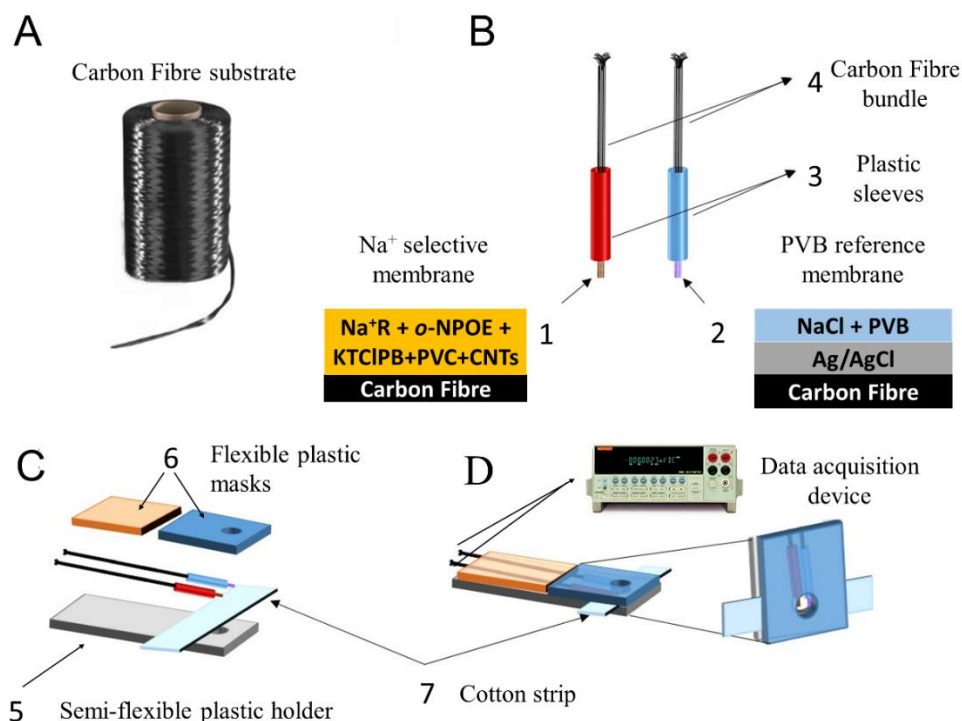 A
Carbon Fibre substrate
B
4
Carbon Fibre
bundle
3
Plastic
sleeves
Na⁺ selective
membrane
PVB reference
membrane
1
2
Na⁺R + o-NPOE +
KTClPB+PVC+CNTs
Carbon Fibre
NaCl + PVB
Ag/AgCl
Carbon Fibre
C
6
Flexible plastic
masks
D
Data acquisition
device
5
Semi-flexible plastic holder
7
Cotton strip